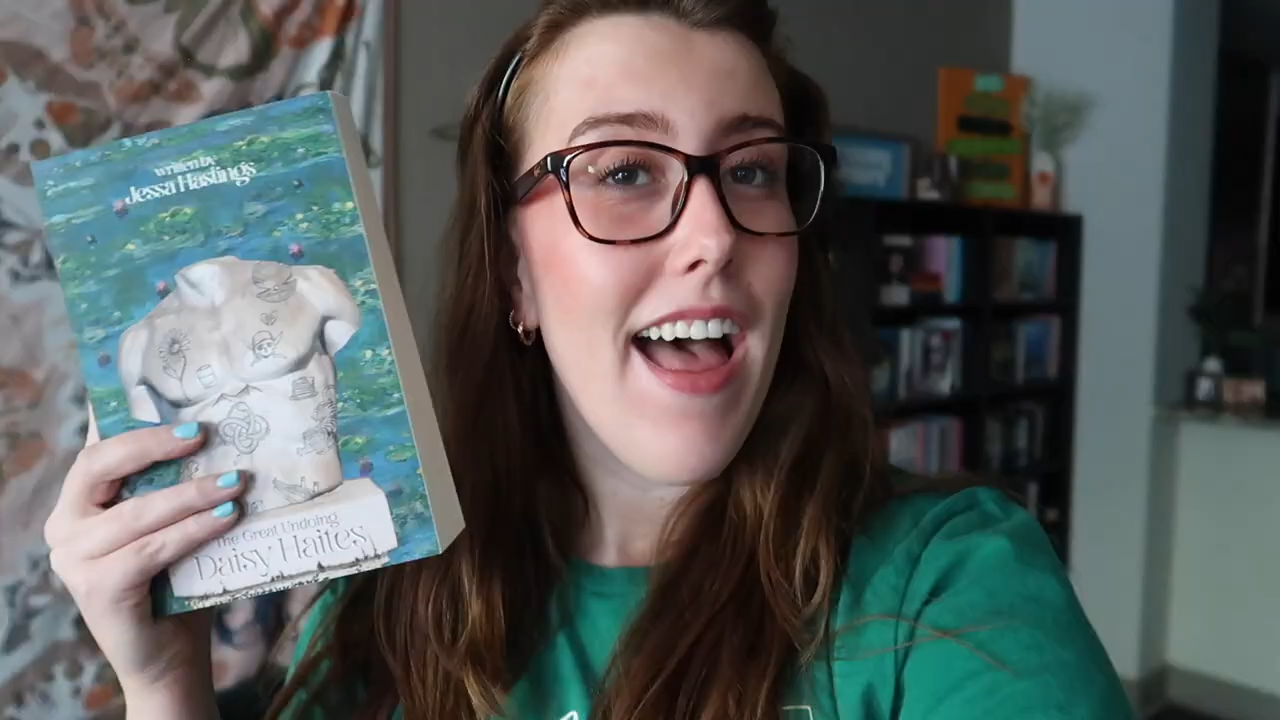 written by
Jessa Hastings
The Great Undoing
Daisy Haites